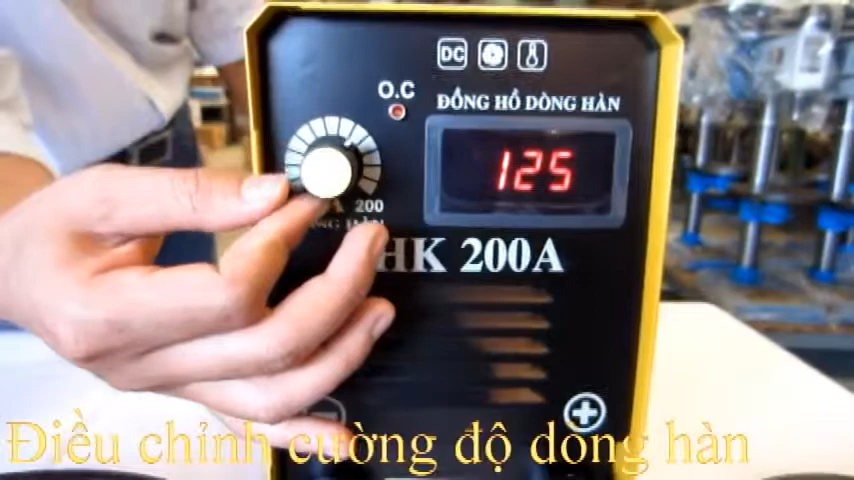 DC
O.C
ĐỒNG HỒ DÒNG HÀN
125
200
HK 200A
Điều chỉnh cường độ dòng hàn